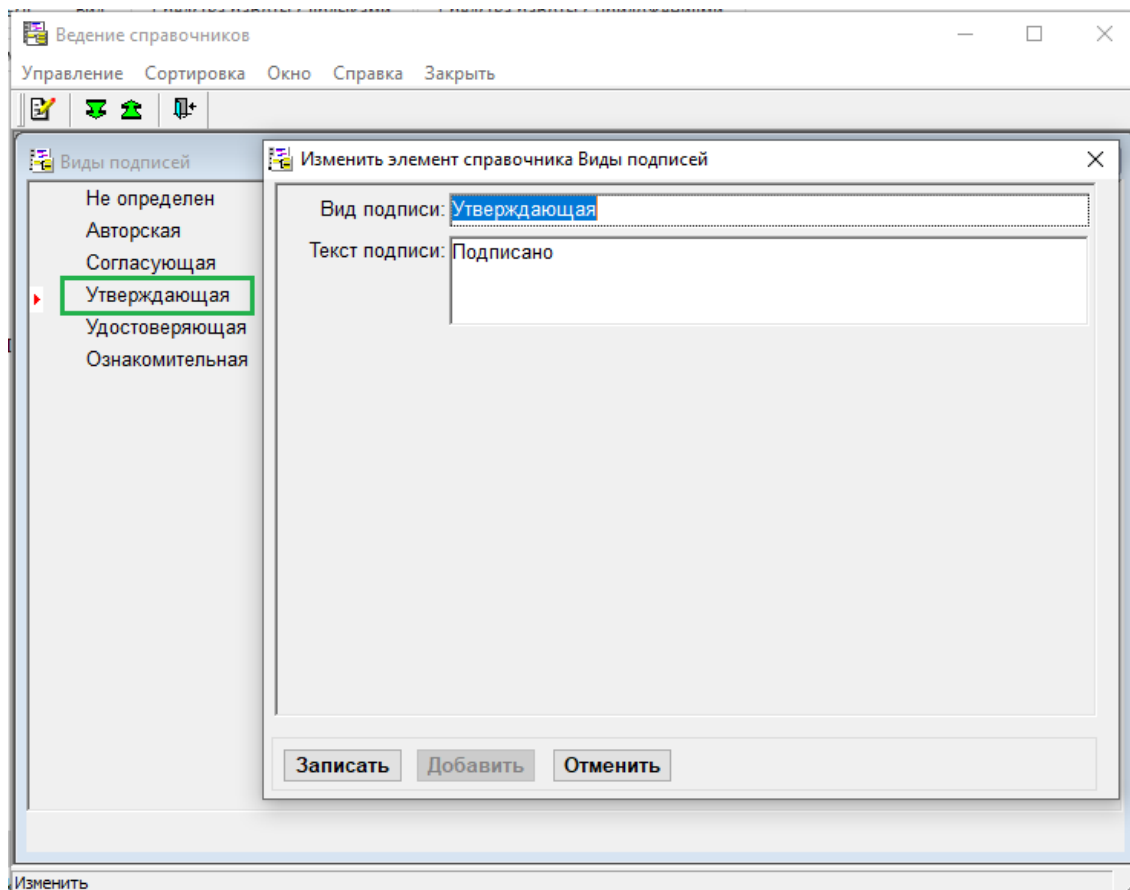 Ведение справочников
Управление Сортировка Окно Справка Закрыть
Виды подписей
Не определен
Авторская
Согласующая
Утверждающая
Удостоверяющая
Ознакомительная
Изменить элемент справочника Виды подписей
Вид подписи: Утверждающая
Текст подписи: Подписано
Записать Добавить Отменить
Изменить